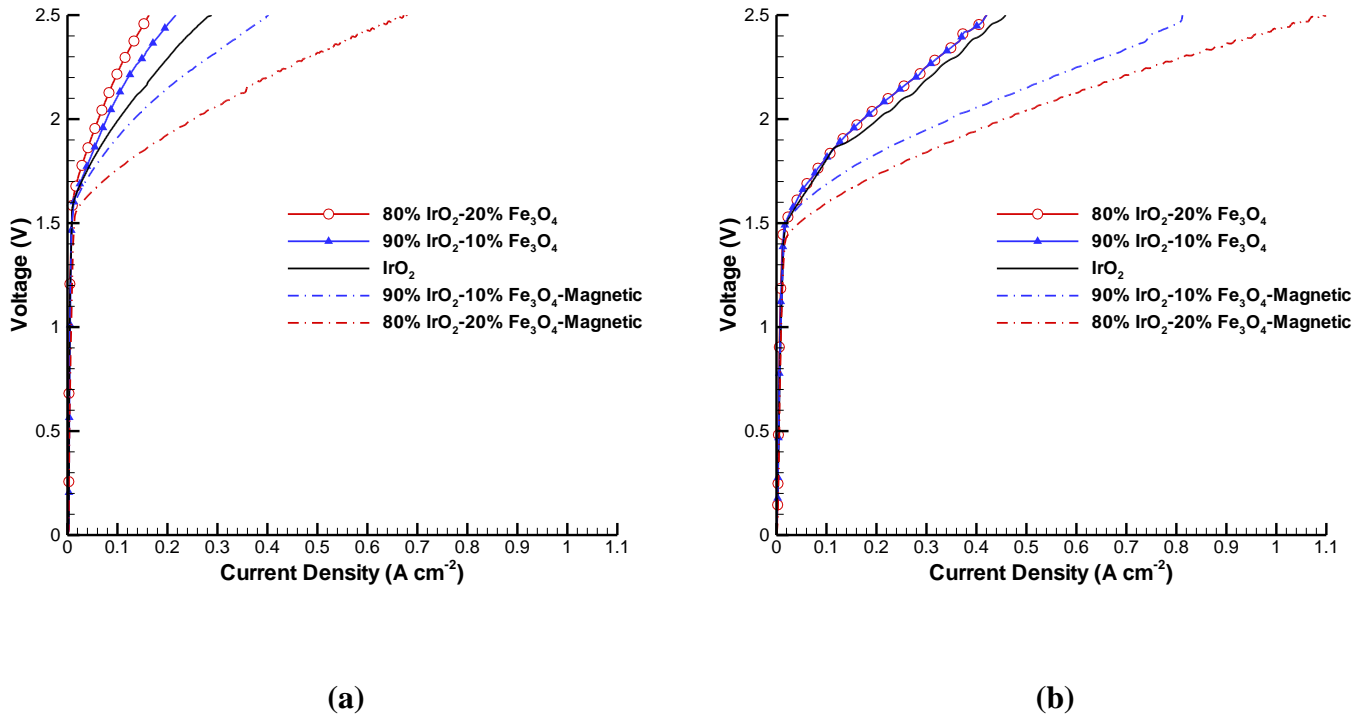 2.5
2
1.5
1
0.5
0
Voltage (V)
0 0.1 0.2 0.3 0.4 0.5 0.6 0.7 0.8 0.9 1 1.1
Current Density (A cm⁻²)
80% IrO₂-20% Fe₃O₄
90% IrO₂-10% Fe₃O₄
IrO₂
90% IrO₂-10% Fe₃O₄-Magnetic
80% IrO₂-20% Fe₃O₄-Magnetic
(a)
2.5
2
1.5
1
0.5
0
Voltage (V)
0 0.1 0.2 0.3 0.4 0.5 0.6 0.7 0.8 0.9 1 1.1
Current Density (A cm⁻²)
80% IrO₂-20% Fe₃O₄
90% IrO₂-10% Fe₃O₄
IrO₂
90% IrO₂-10% Fe₃O₄-Magnetic
80% IrO₂-20% Fe₃O₄-Magnetic
(b)